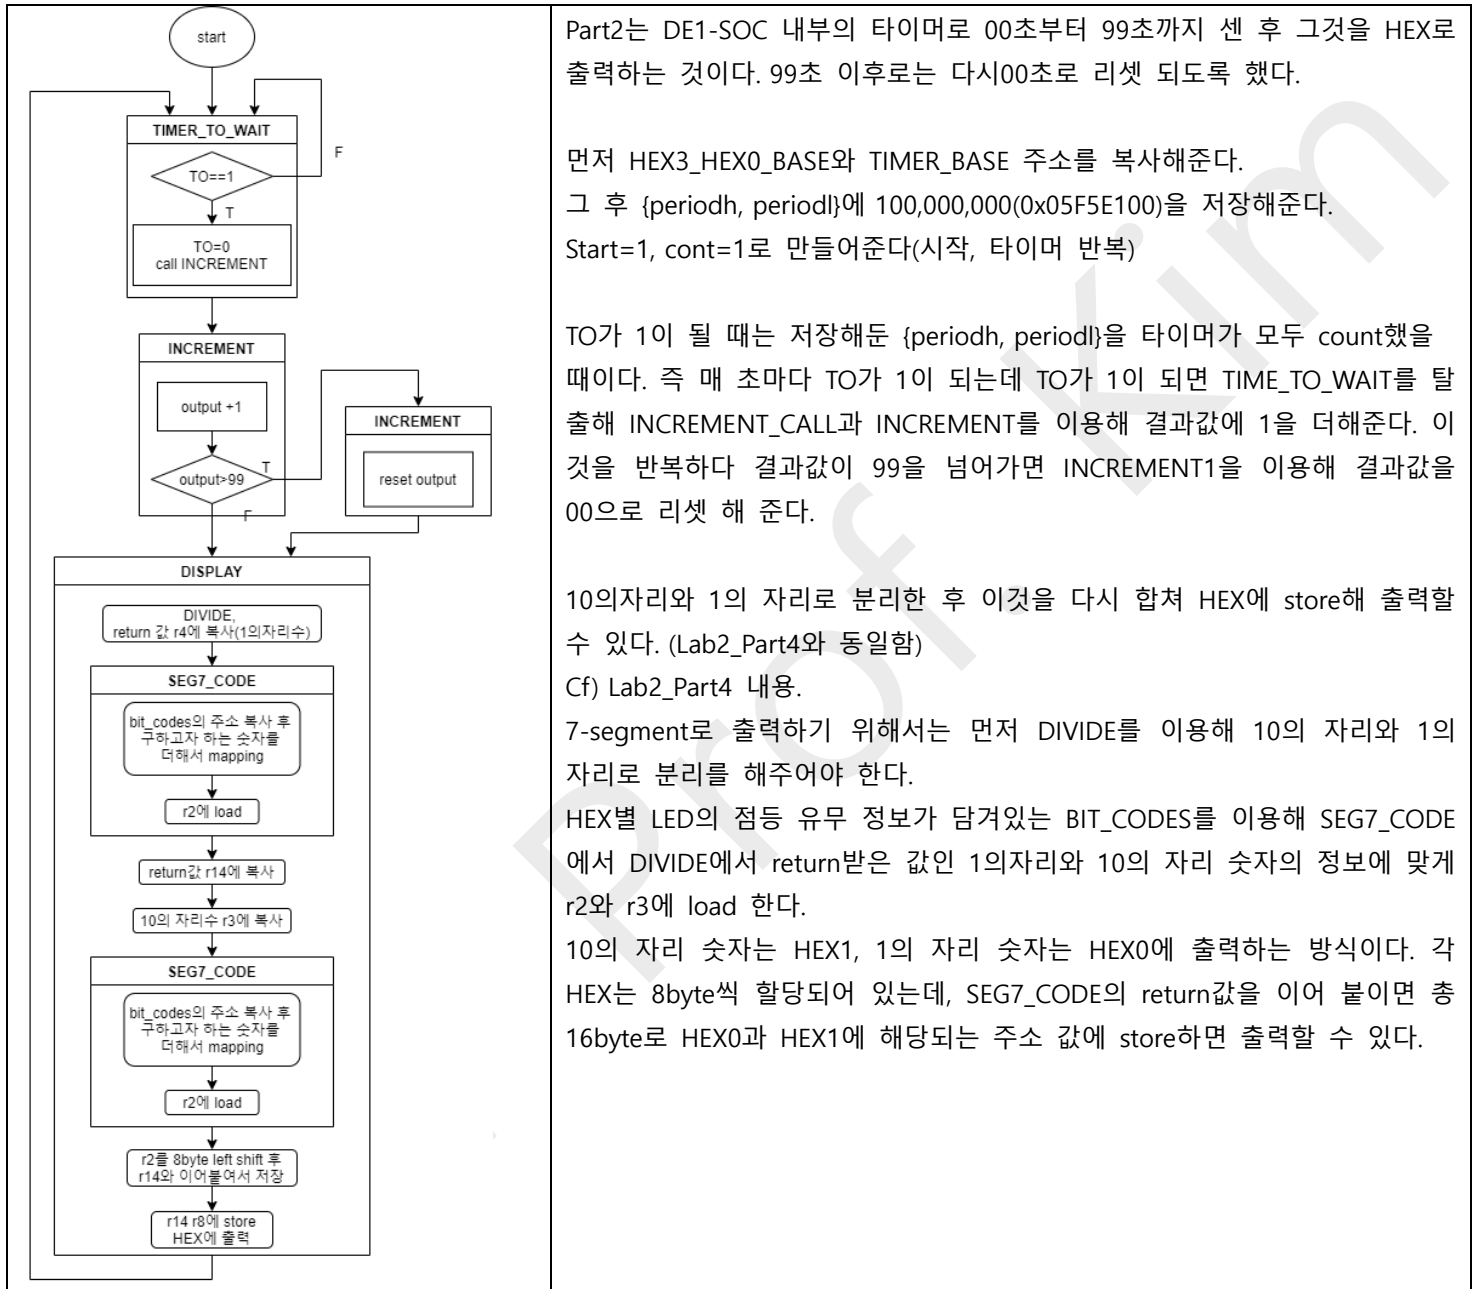 start
TIMER_TO_WAIT
F
TO==1
T
TO=0
call INCREMENT
INCREMENT
output +1
INCREMENT
T
output>99
reset output
F
DISPLAY
DIVIDE,
return 값 r4에 복사(1의자리수)
SEG7_CODE
bit_codes의 주소 복사 후
구하고자 하는 숫자를
더해서 mapping
r2에 load
return값 r14에 복사
10의 자리수 r3에 복사
SEG7_CODE
bit_codes의 주소 복사 후
구하고자 하는 숫자를
더해서 mapping
r2에 load
r2를 8byte left shift 후
r14와 이어붙여서 저장
r14 r8에 store
HEX에 출력
Part2는 DE1-SOC 내부의 타이머로 00초부터 99초까지 센 후 그것을 HEX로
출력하는 것이다. 99초 이후로는 다시00초로 리셋 되도록 했다.
먼저 HEX3_HEX0_BASE와 TIMER_BASE 주소를 복사해준다.
그 후 {periodh, periodl}에 100,000,000(0x05F5E100)을 저장해준다.
Start=1, cont=1로 만들어준다(시작, 타이머 반복)
TO가 1이 될 때는 저장해둔 {periodh, periodl}을 타이머가 모두 count했을
때이다. 즉 매 초마다 TO가 1이 되는데 TO가 1이 되면 TIME_TO_WAIT를 탈
출해 INCREMENT_CALL과 INCREMENT를 이용해 결과값에 1을 더해준다. 이
것을 반복하다 결과값이 99을 넘어가면 INCREMENT1을 이용해 결과값을
00으로 리셋 해 준다.
10의자리와 1의 자리로 분리한 후 이것을 다시 합쳐 HEX에 store해 출력할
수 있다. (Lab2_Part4와 동일함)
Cf) Lab2_Part4 내용.
7-segment로 출력하기 위해서는 먼저 DIVIDE를 이용해 10의 자리와 1의
자리로 분리를 해주어야 한다.
HEX별 LED의 점등 유무 정보가 담겨있는 BIT_CODES를 이용해 SEG7_CODE
에서 DIVIDE에서 return받은 값인 1의자리와 10의 자리 숫자의 정보에 맞게
r2와 r3에 load 한다.
10의 자리 숫자는 HEX1, 1의 자리 숫자는 HEX0에 출력하는 방식이다. 각
HEX는 8byte씩 할당되어 있는데, SEG7_CODE의 return값을 이어 붙이면 총
16byte로 HEX0과 HEX1에 해당되는 주소 값에 store하면 출력할 수 있다.
Prof. Kim